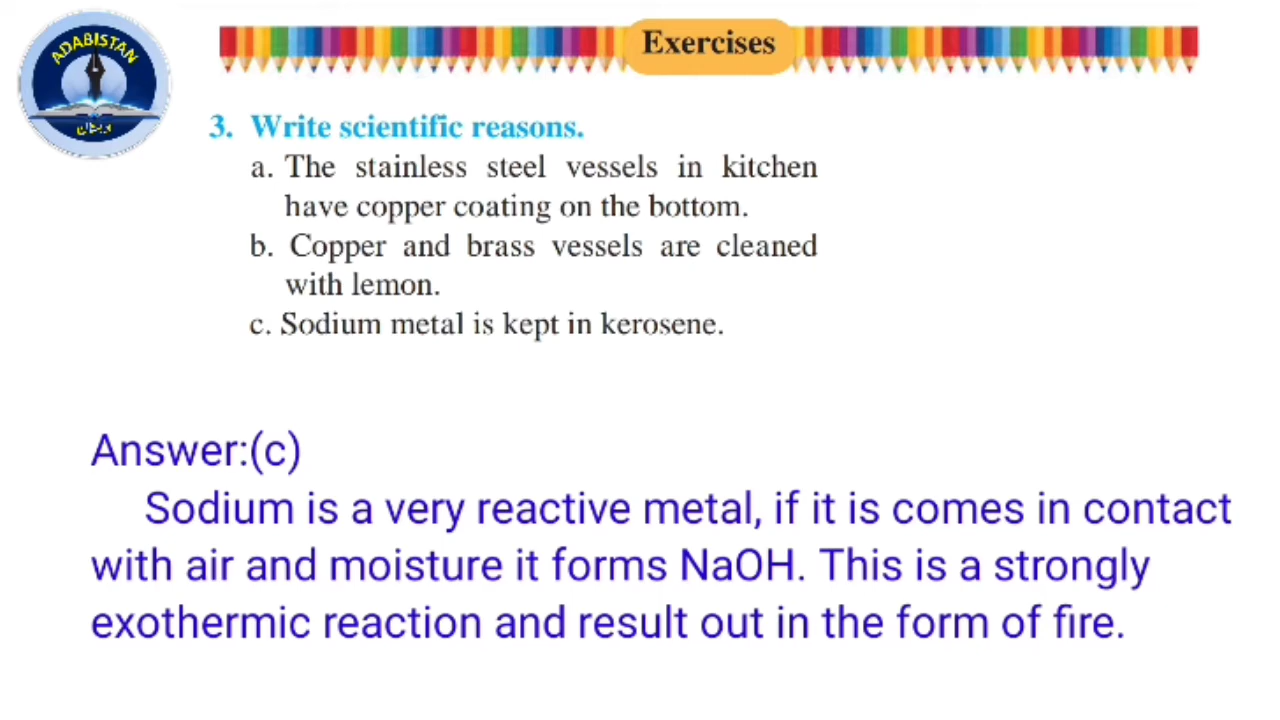 ADABISTAN
Exercises
3. Write scientific reasons.
a. The stainless steel vessels in kitchen
have copper coating on the bottom.
b. Copper and brass vessels are cleaned
with lemon.
c. Sodium metal is kept in kerosene.
Answer:(c)
Sodium is a very reactive metal, if it is comes in contact
with air and moisture it forms NaOH. This is a strongly
exothermic reaction and result out in the form of fire.